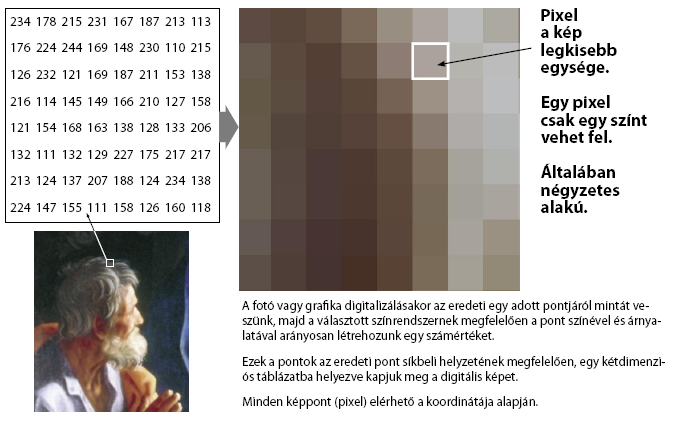 234 178 215 231 167 187 213 113
176 224 244 169 148 230 110 215
126 232 121 169 187 211 153 138
216 114 145 149 166 210 127 158
121 154 168 163 138 128 133 206
132 111 132 129 227 175 217 217
213 124 137 207 188 124 234 138
224 147 155 111 158 126 160 118
Pixel
a kép
legkisebb
egysége.
Egy pixel
csak egy színt
vehet fel.
Általában
négyzetes
alakú.
A fotó vagy grafika digitalizálásakor az eredeti egy adott pontjáról mintát ve-
szünk, majd a választott színrendszernek megfelelően a pont színével és árnya-
latával arányosan létrehozunk egy számértéket.
Ezek a pontok az eredeti pont síkbeli helyzetének megfelelően, egy kétdimenzi-
ós táblázatba helyezve kapjuk meg a digitális képet.
Minden képpont (pixel) elérhető a koordinátája alapján.